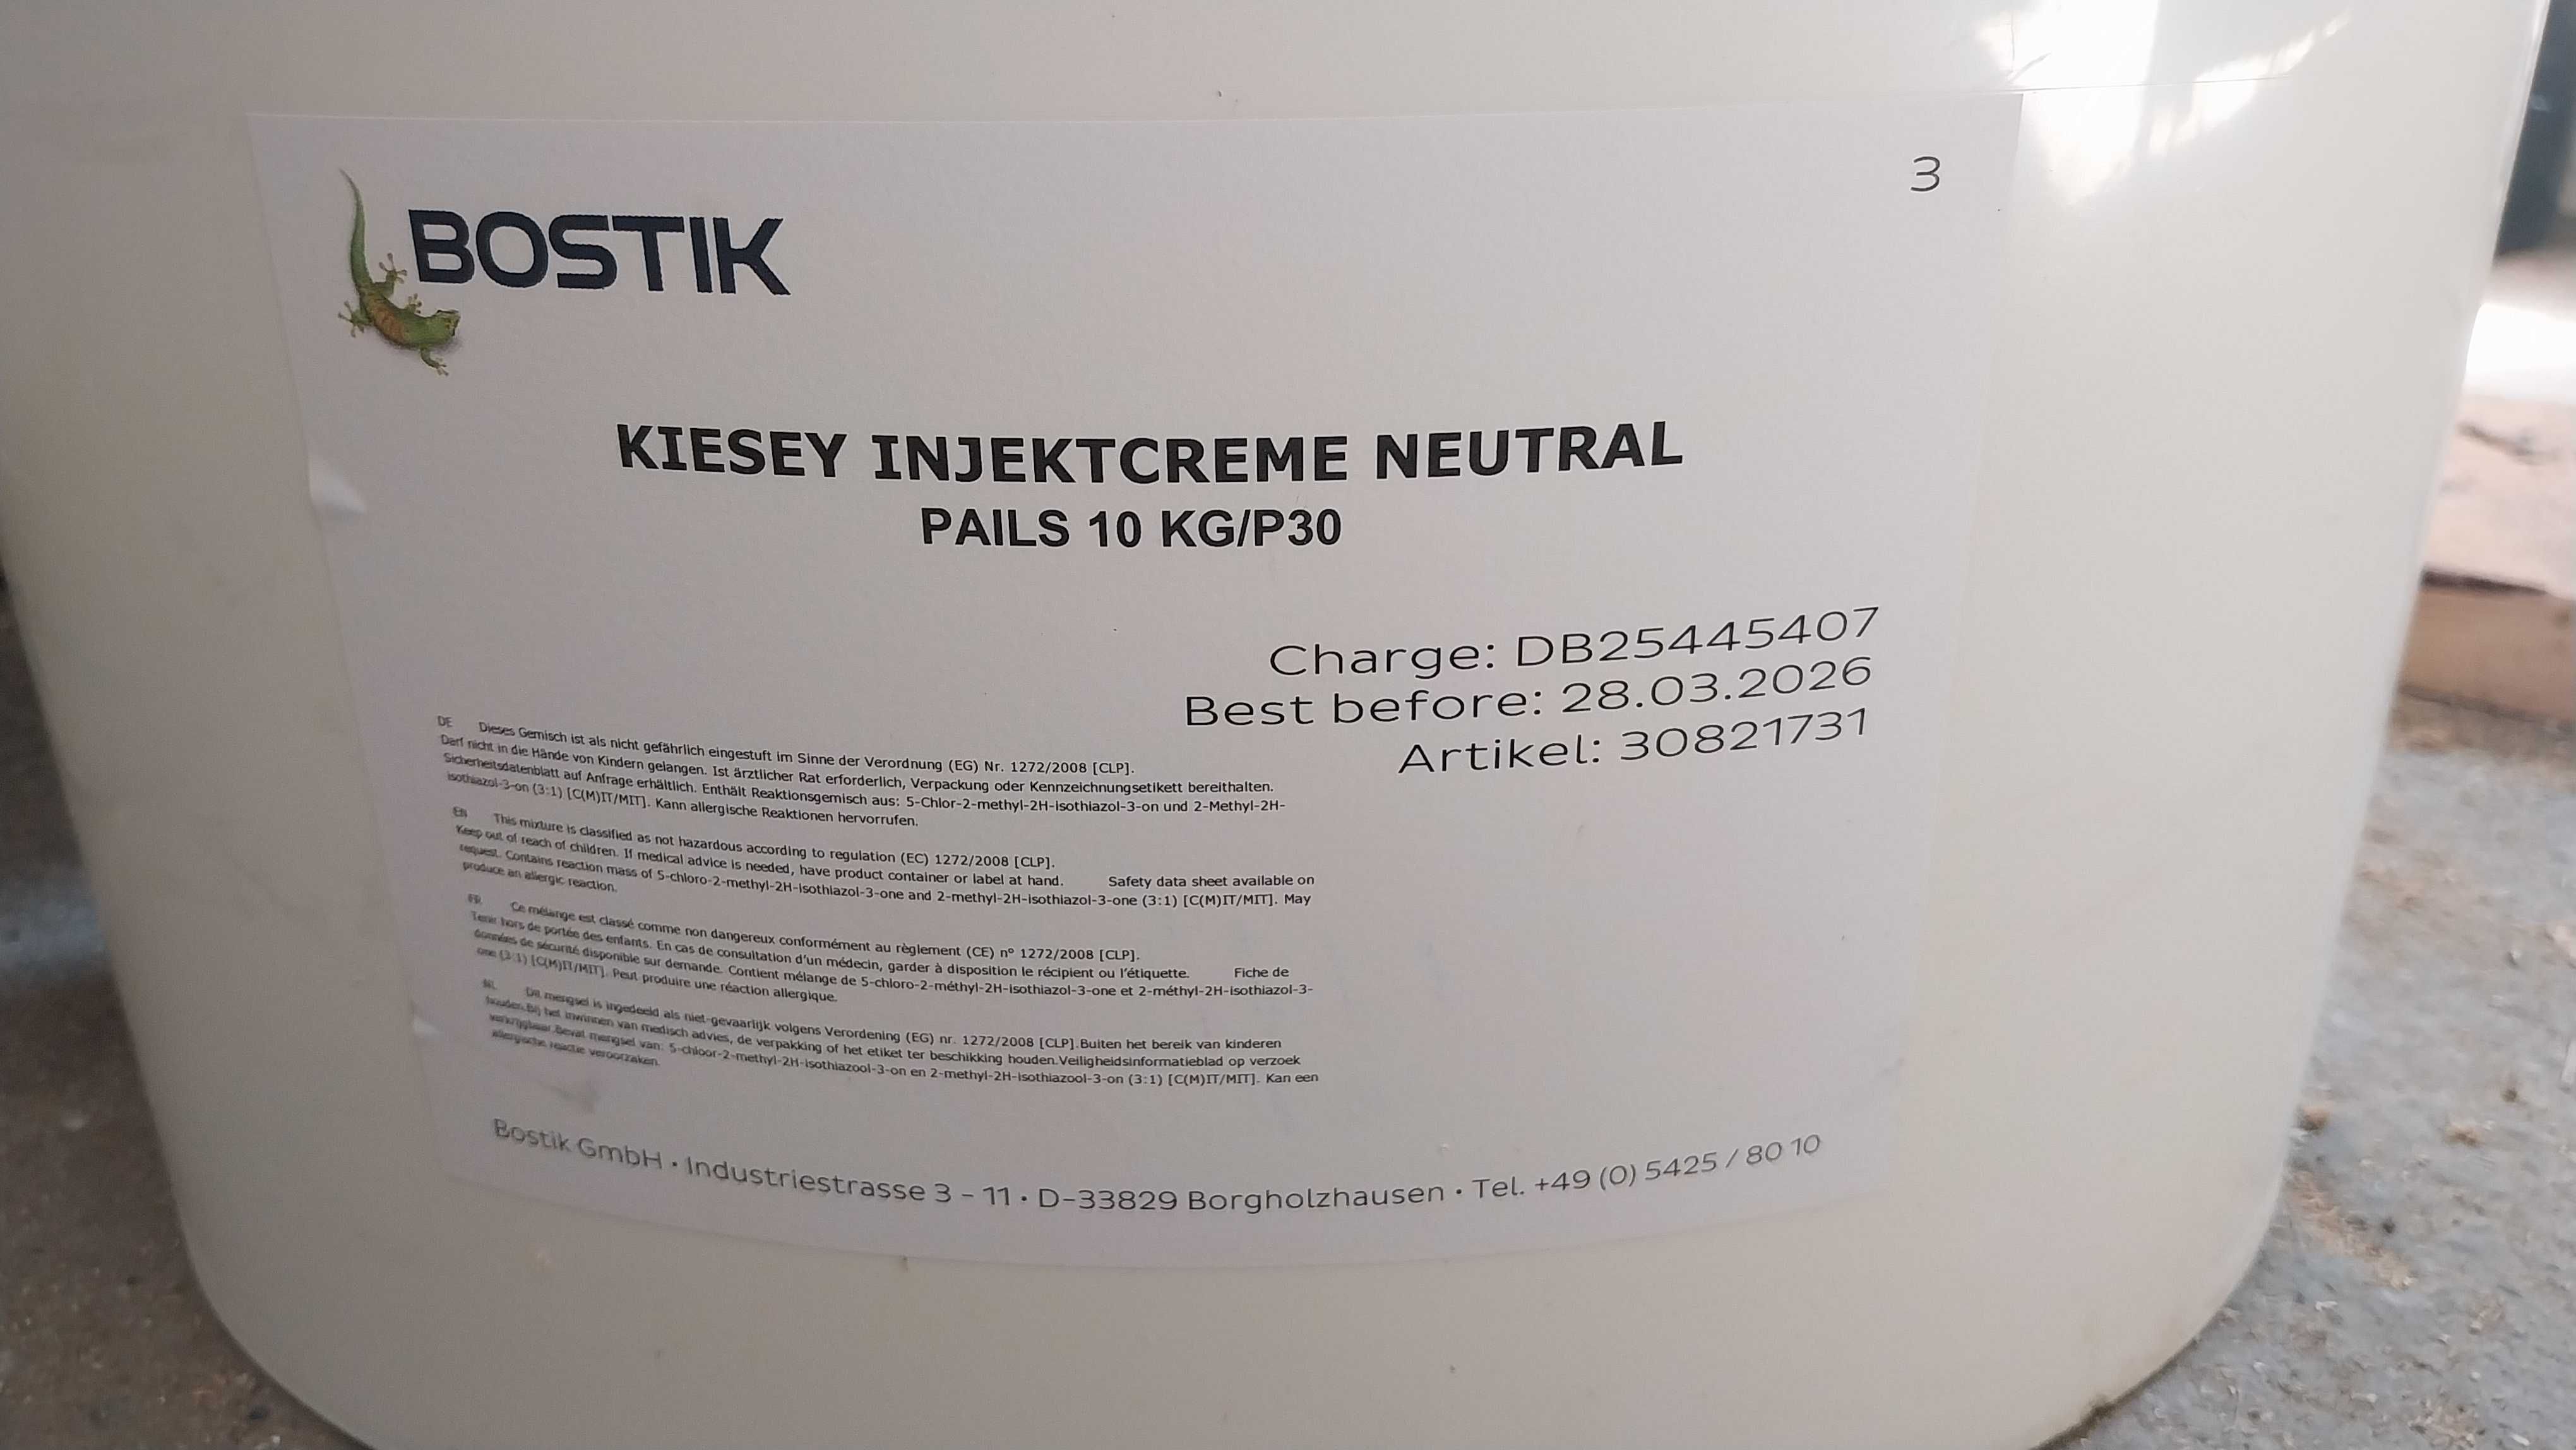 3
BOSTIK
KIESEY INJEKTCREME NEUTRAL
PAILS 10 KG/P30
Charge: DB25445407
Best before: 28.03.2026
Artikel: 30821731
DE Dieses Gemisch ist als nicht gefährlich eingestuft im Sinne der Verordnung (EG) Nr. 1272/2008 [CLP].
Darf nicht in die Hände von Kindern gelangen. Ist ärztlicher Rat erforderlich, Verpackung oder Kennzeichnungsetikett bereithalten.
Sicherheitsdatenblatt auf Anfrage erhältlich. Enthält Reaktionsgemisch aus: 5-Chlor-2-methyl-2H-isothiazol-3-on und 2-Methyl-2H-
isothiazol-3-on (3:1) [C(M)IT/MIT]. Kann allergische Reaktionen hervorrufen.
EN This mixture is classified as not hazardous according to regulation (EC) 1272/2008 [CLP].
Keep out of reach of children. If medical advice is needed, have product container or label at hand. Safety data sheet available on
request. Contains reaction mass of 5-chloro-2-methyl-2H-isothiazol-3-one and 2-methyl-2H-isothiazol-3-one (3:1) [C(M)IT/MIT]. May
produce an allergic reaction.
FR Ce mélange est classé comme non dangereux conformément au règlement (CE) n° 1272/2008 [CLP].
Tenir hors de portée des enfants. En cas de consultation d'un médecin, garder à disposition le récipient ou l'étiquette. Fiche de
données de sécurité disponible sur demande. Contient mélange de 5-chloro-2-méthyl-2H-isothiazol-3-one et 2-méthyl-2H-isothiazol-3-
one (3:1) [C(M)IT/MIT]. Peut produire une réaction allergique.
NL Dit mengsel is ingedeeld als niet-gevaarlijk volgens Verordening (EG) nr. 1272/2008 [CLP].Buiten het bereik van kinderen
houden.Bij het inwinnen van medisch advies, de verpakking of het etiket ter beschikking houden.Veiligheidsinformatieblad op verzoek
verkrijgbaar.Bevat mengsel van: 5-chloor-2-methyl-2H-isothiazool-3-on en 2-methyl-2H-isothiazool-3-on (3:1) [C(M)IT/MIT]. Kan een
allergische reactie veroorzaken.
Bostik GmbH • Industriestrasse 3 - 11 • D-33829 Borgholzhausen • Tel. +49 (0) 5425 / 80 10